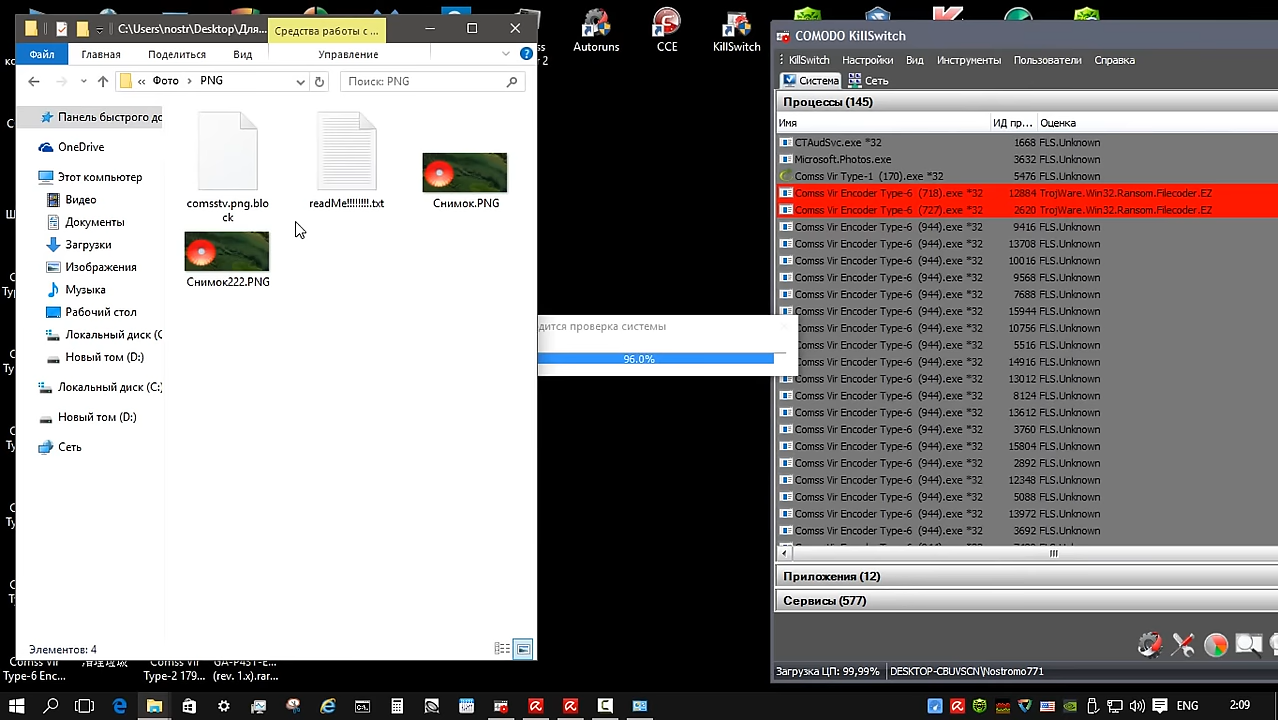 C:\Users\nostr\Desktop\Для...
Средства работы с ...
Файл
Главная
Поделиться
Вид
Управление
Фото
PNG
Поиск: PNG
Панель быстрого до
OneDrive
Этот компьютер
Видео
Документы
Загрузки
Изображения
Музыка
Рабочий стол
Локальный диск (C
Новый том (D:)
Локальный диск (C:)
Новый том (D:)
Сеть
comsstv.png.blo
ck
readMe!!!!!!!!.txt
Снимок.PNG
Снимок222.PNG
Элементов: 4
Autoruns
CCE
KillSwitch
дится проверка системы
96.0%
COMODO KillSwitch
KillSwitch
Настройки
Вид
Инструменты
Пользователи
Справка
Система
Сеть
Процессы (145)
Имя ИД пр... Оценка
CTAudSvc.exe *32 1668 FLS.Unknown
Microsoft.Photos.exe 3632 FLS.Unknown
Comss Vir Type-1 (170).exe *32 5476 FLS.Unknown
Comss Vir Encoder Type-6 (718).exe *32 12884 TrojWare.Win32.Ransom.Filecoder.EZ
Comss Vir Encoder Type-6 (727).exe *32 2620 TrojWare.Win32.Ransom.Filecoder.EZ
Comss Vir Encoder Type-6 (944).exe *32 9416 FLS.Unknown
Comss Vir Encoder Type-6 (944).exe *32 13708 FLS.Unknown
Comss Vir Encoder Type-6 (944).exe *32 10016 FLS.Unknown
Comss Vir Encoder Type-6 (944).exe *32 9568 FLS.Unknown
Comss Vir Encoder Type-6 (944).exe *32 7688 FLS.Unknown
Comss Vir Encoder Type-6 (944).exe *32 15944 FLS.Unknown
Comss Vir Encoder Type-6 (944).exe *32 10756 FLS.Unknown
Comss Vir Encoder Type-6 (944).exe *32 5516 FLS.Unknown
Comss Vir Encoder Type-6 (944).exe *32 14916 FLS.Unknown
Comss Vir Encoder Type-6 (944).exe *32 13012 FLS.Unknown
Comss Vir Encoder Type-6 (944).exe *32 8124 FLS.Unknown
Comss Vir Encoder Type-6 (944).exe *32 13612 FLS.Unknown
Comss Vir Encoder Type-6 (944).exe *32 3760 FLS.Unknown
Comss Vir Encoder Type-6 (944).exe *32 15804 FLS.Unknown
Comss Vir Encoder Type-6 (944).exe *32 2892 FLS.Unknown
Comss Vir Encoder Type-6 (944).exe *32 12348 FLS.Unknown
Comss Vir Encoder Type-6 (944).exe *32 5088 FLS.Unknown
Comss Vir Encoder Type-6 (944).exe *32 13972 FLS.Unknown
Comss Vir Encoder Type-6 (944).exe *32 3692 FLS.Unknown
Приложения (12)
Сервисы (577)
Загрузка ЦП: 99,99%
DESKTOP-CBUVSCN\Nostromo771
Comss Vir
Type-6 Enc...
Comss Vir
Type-2 179...
GA-P43T-E...
(rev. 1.x).rar...
ENG
2:09